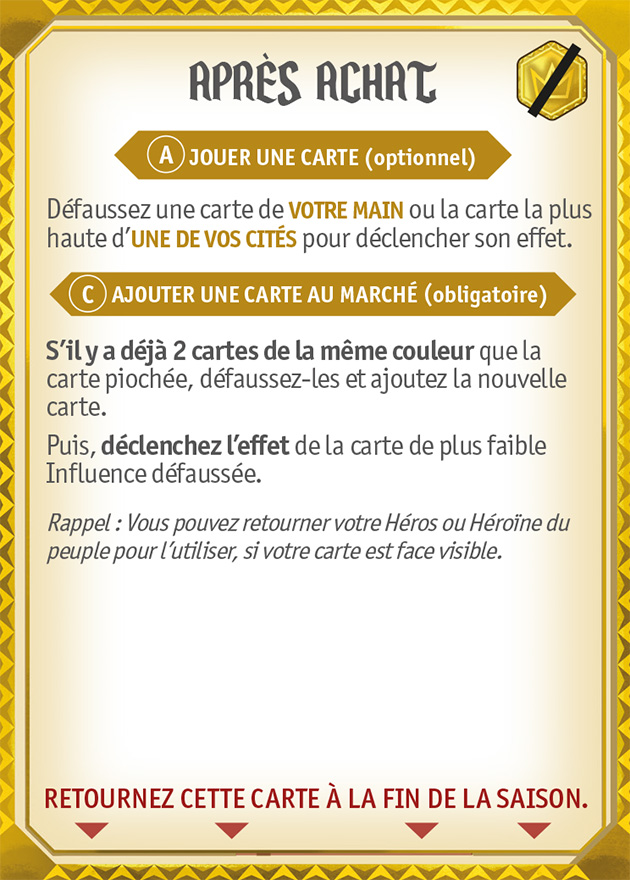 APRÈS ACHAT
A JOUER UNE CARTE (optionnel)
Défaussez une carte de VOTRE MAIN ou la carte la plus
haute d’UNE DE VOS CITÉS pour déclencher son effet.
C AJOUTER UNE CARTE AU MARCHÉ (obligatoire)
S’il y a déjà 2 cartes de la même couleur que la
carte piochée, défaussez-les et ajoutez la nouvelle
carte.
Puis, déclenchez l’effet de la carte de plus faible
Influence défaussée.
Rappel : Vous pouvez retourner votre Héros ou Héroïne du
peuple pour l’utiliser, si votre carte est face visible.
RETOURNEZ CETTE CARTE À LA FIN DE LA SAISON.